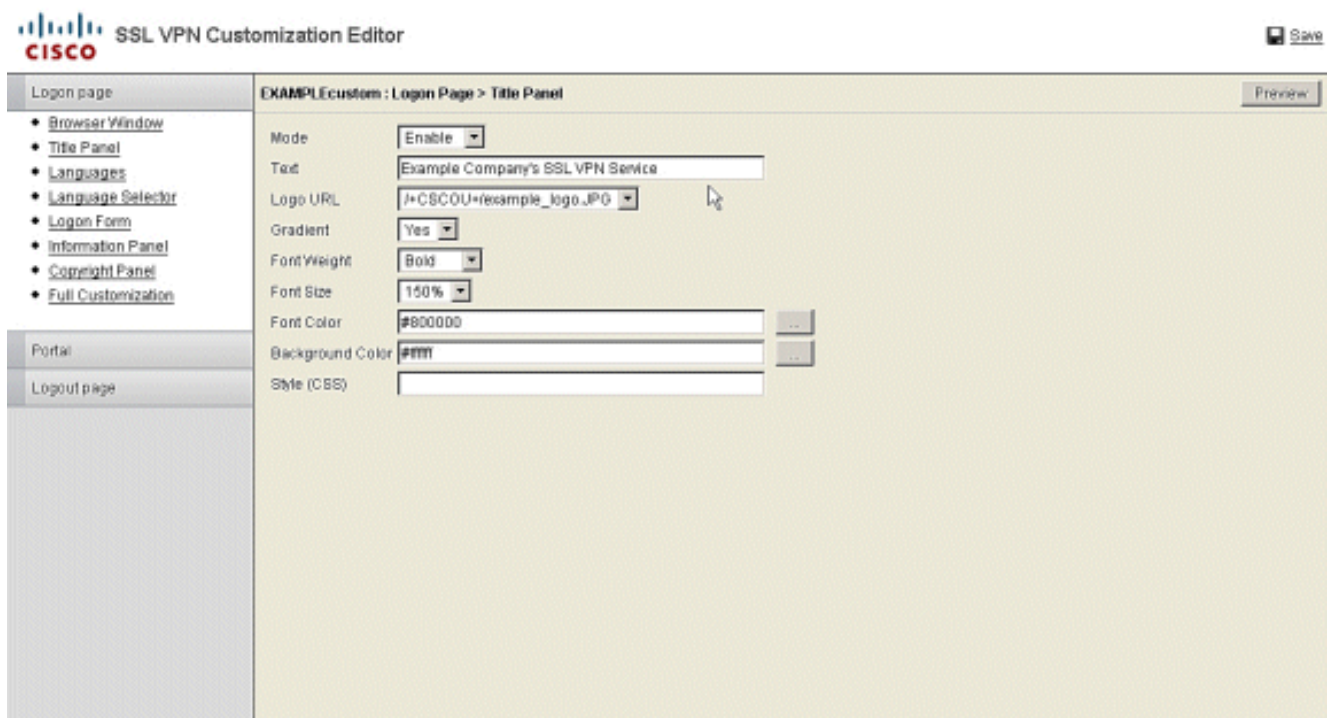 CISCO SSL VPN Customization Editor
Save
Logon page
Browser Window
Title Panel
Languages
Language Selector
Logon Form
Information Panel
Copyright Panel
Full Customization
Portal
Logout page
EXAMPLEcustom : Logon Page > Title Panel
Preview
Mode Enable
Text Example Company's SSL VPN Service
Logo URL /+CSCOU+/example_logo.JPG
Gradient Yes
Font Weight Bold
Font Size 150%
Font Color #800000 ...
Background Color #ffffff ...
Style (CSS)